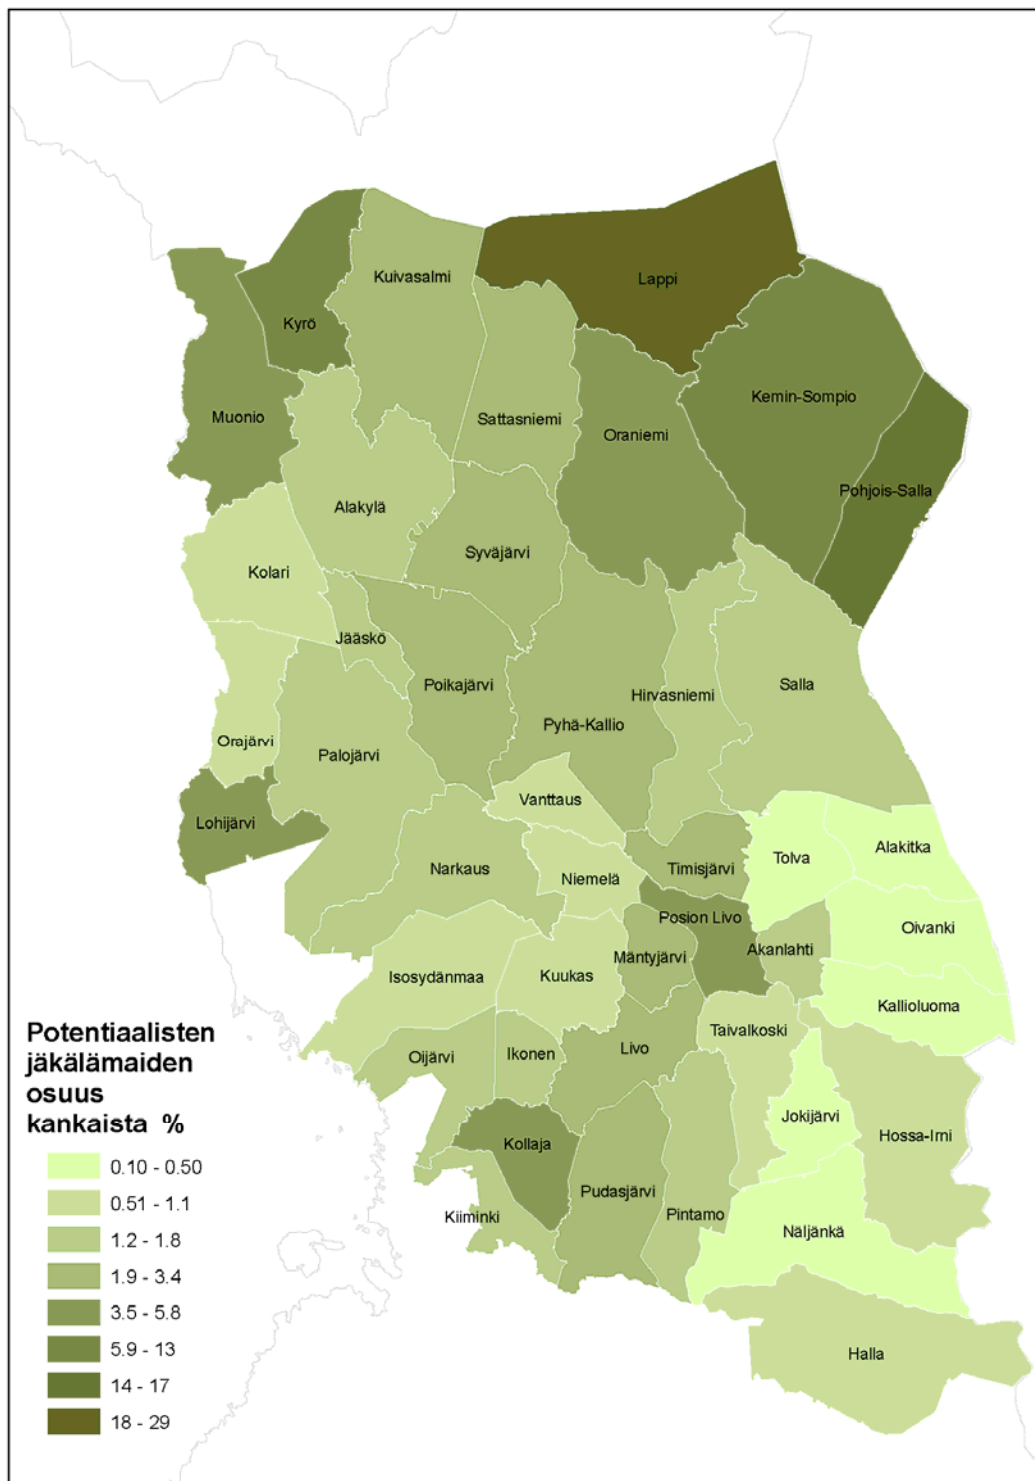 Lappi
Kuivasalmi
Kyrö
Kemin-Sompio
Muonio
Sattasniemi
Oraniemi
Pohjois-Salla
Alakylä
Syväjärvi
Kolari
Jääskö
Poikajärvi
Hirvasniemi
Salla
Pyhä-Kallio
Orajärvi
Palojärvi
Vanttaus
Lohijärvi
Alakitka
Tolva
Narkaus
Niemelä
Timisjärvi
Posion Livo
Oivanki
Akanlahti
Mäntyjärvi
Isosydänmaa
Kuukas
Kallioluoma
Taivalkoski
Livo
Oijärvi
Ikonen
Jokijärvi
Hossa-Irni
Kollaja
Pudasjärvi
Pintamo
Kiiminki
Näljänkä
Halla
Potentiaalisten
jäkälämaiden
osuus
kankaista %
0.10 - 0.50
0.51 - 1.1
1.2 - 1.8
1.9 - 3.4
3.5 - 5.8
5.9 - 13
14 - 17
18 - 29